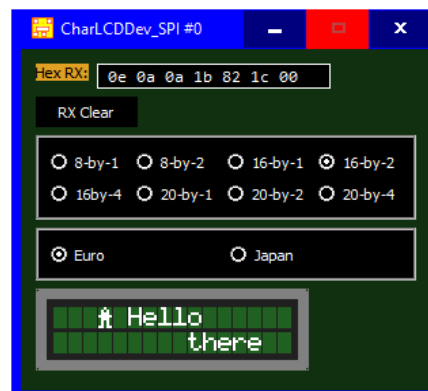 CharLCDDev_SPI #0
Hex RX: 0e 0a 0a 1b 82 1c 00
RX Clear
8-by-1 8-by-2 16-by-1 16-by-2
16by-4 20-by-1 20-by-2 20-by-4
Euro Japan
Hello
there